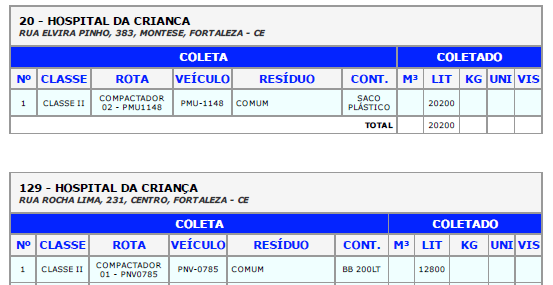 20 - HOSPITAL DA CRIANCA
RUA ELVIRA PINHO, 383, MONTESE, FORTALEZA - CE
COLETA COLETADO
Nº CLASSE ROTA VEÍCULO RESÍDUO CONT. M³ LIT KG UNI VIS
1 CLASSE II COMPACTADOR 02 - PMU1148 PMU-1148 COMUM SACO PLÁSTICO 20200
TOTAL 20200
129 - HOSPITAL DA CRIANÇA
RUA ROCHA LIMA, 231, CENTRO, FORTALEZA - CE
COLETA COLETADO
Nº CLASSE ROTA VEÍCULO RESÍDUO CONT. M³ LIT KG UNI VIS
1 CLASSE II COMPACTADOR 01 - PNV0785 PNV-0785 COMUM BB 200LT 12800